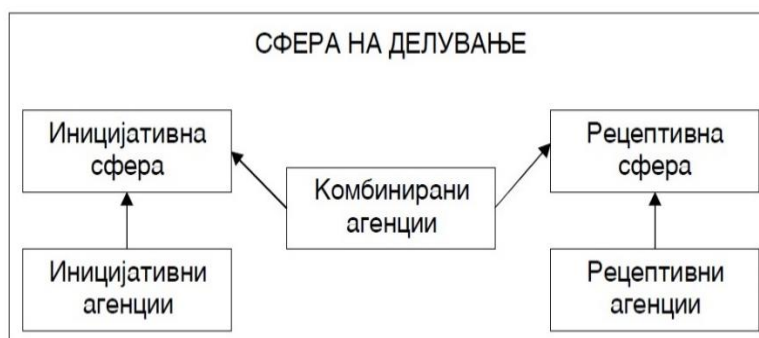 СФЕРА НА ДЕЛУВАЊЕ
Иницијативна
сфера
Рецептивна
сфера
Комбинирани
агенции
Иницијативни
агенции
Рецептивни
агенции